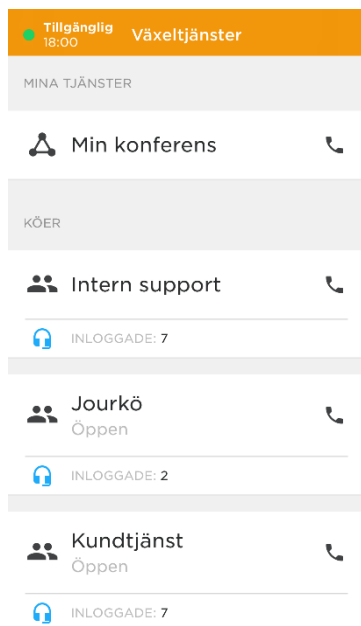 Tillgänglig
18:00
Växeltjänster
MINA TJÄNSTER
Min konferens
KÖER
Intern support
INLOGGADE: 7
Jourkö
Öppen
INLOGGADE: 2
Kundtjänst
Öppen
INLOGGADE: 7